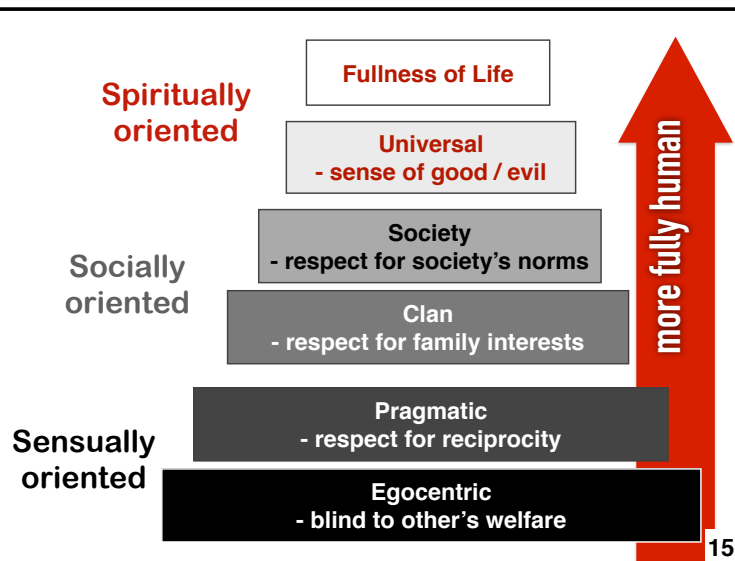 Spiritually
oriented
Fullness of Life
Universal
- sense of good / evil
Socially
oriented
Society
- respect for society's norms
Clan
- respect for family interests
Sensually
oriented
Pragmatic
- respect for reciprocity
Egocentric
- blind to other's welfare
more fully human
15